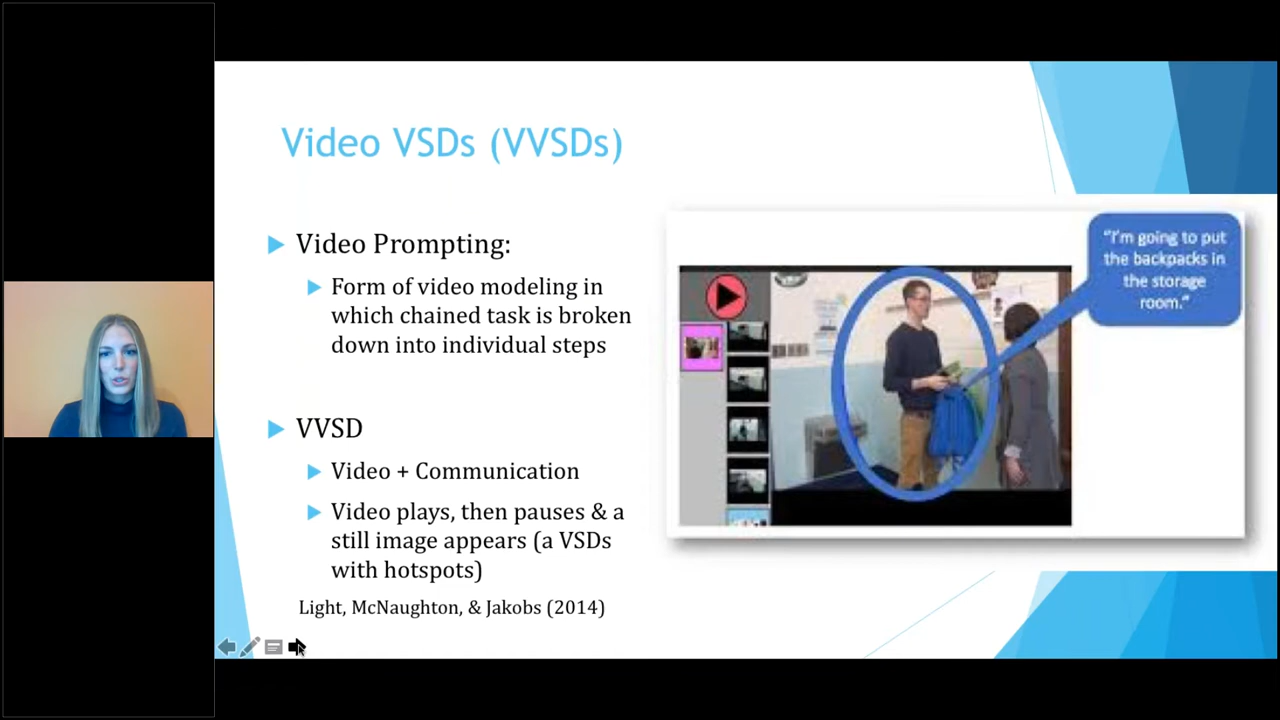 Video VSDs (VVSDs)
Video Prompting:
Form of video modeling in
which chained task is broken
down into individual steps
VVSD
Video + Communication
Video plays, then pauses & a
still image appears (a VSDs
with hotspots)
Light, McNaughton, & Jakobs (2014)
"I'm going to put
the backpacks in
the storage
room."